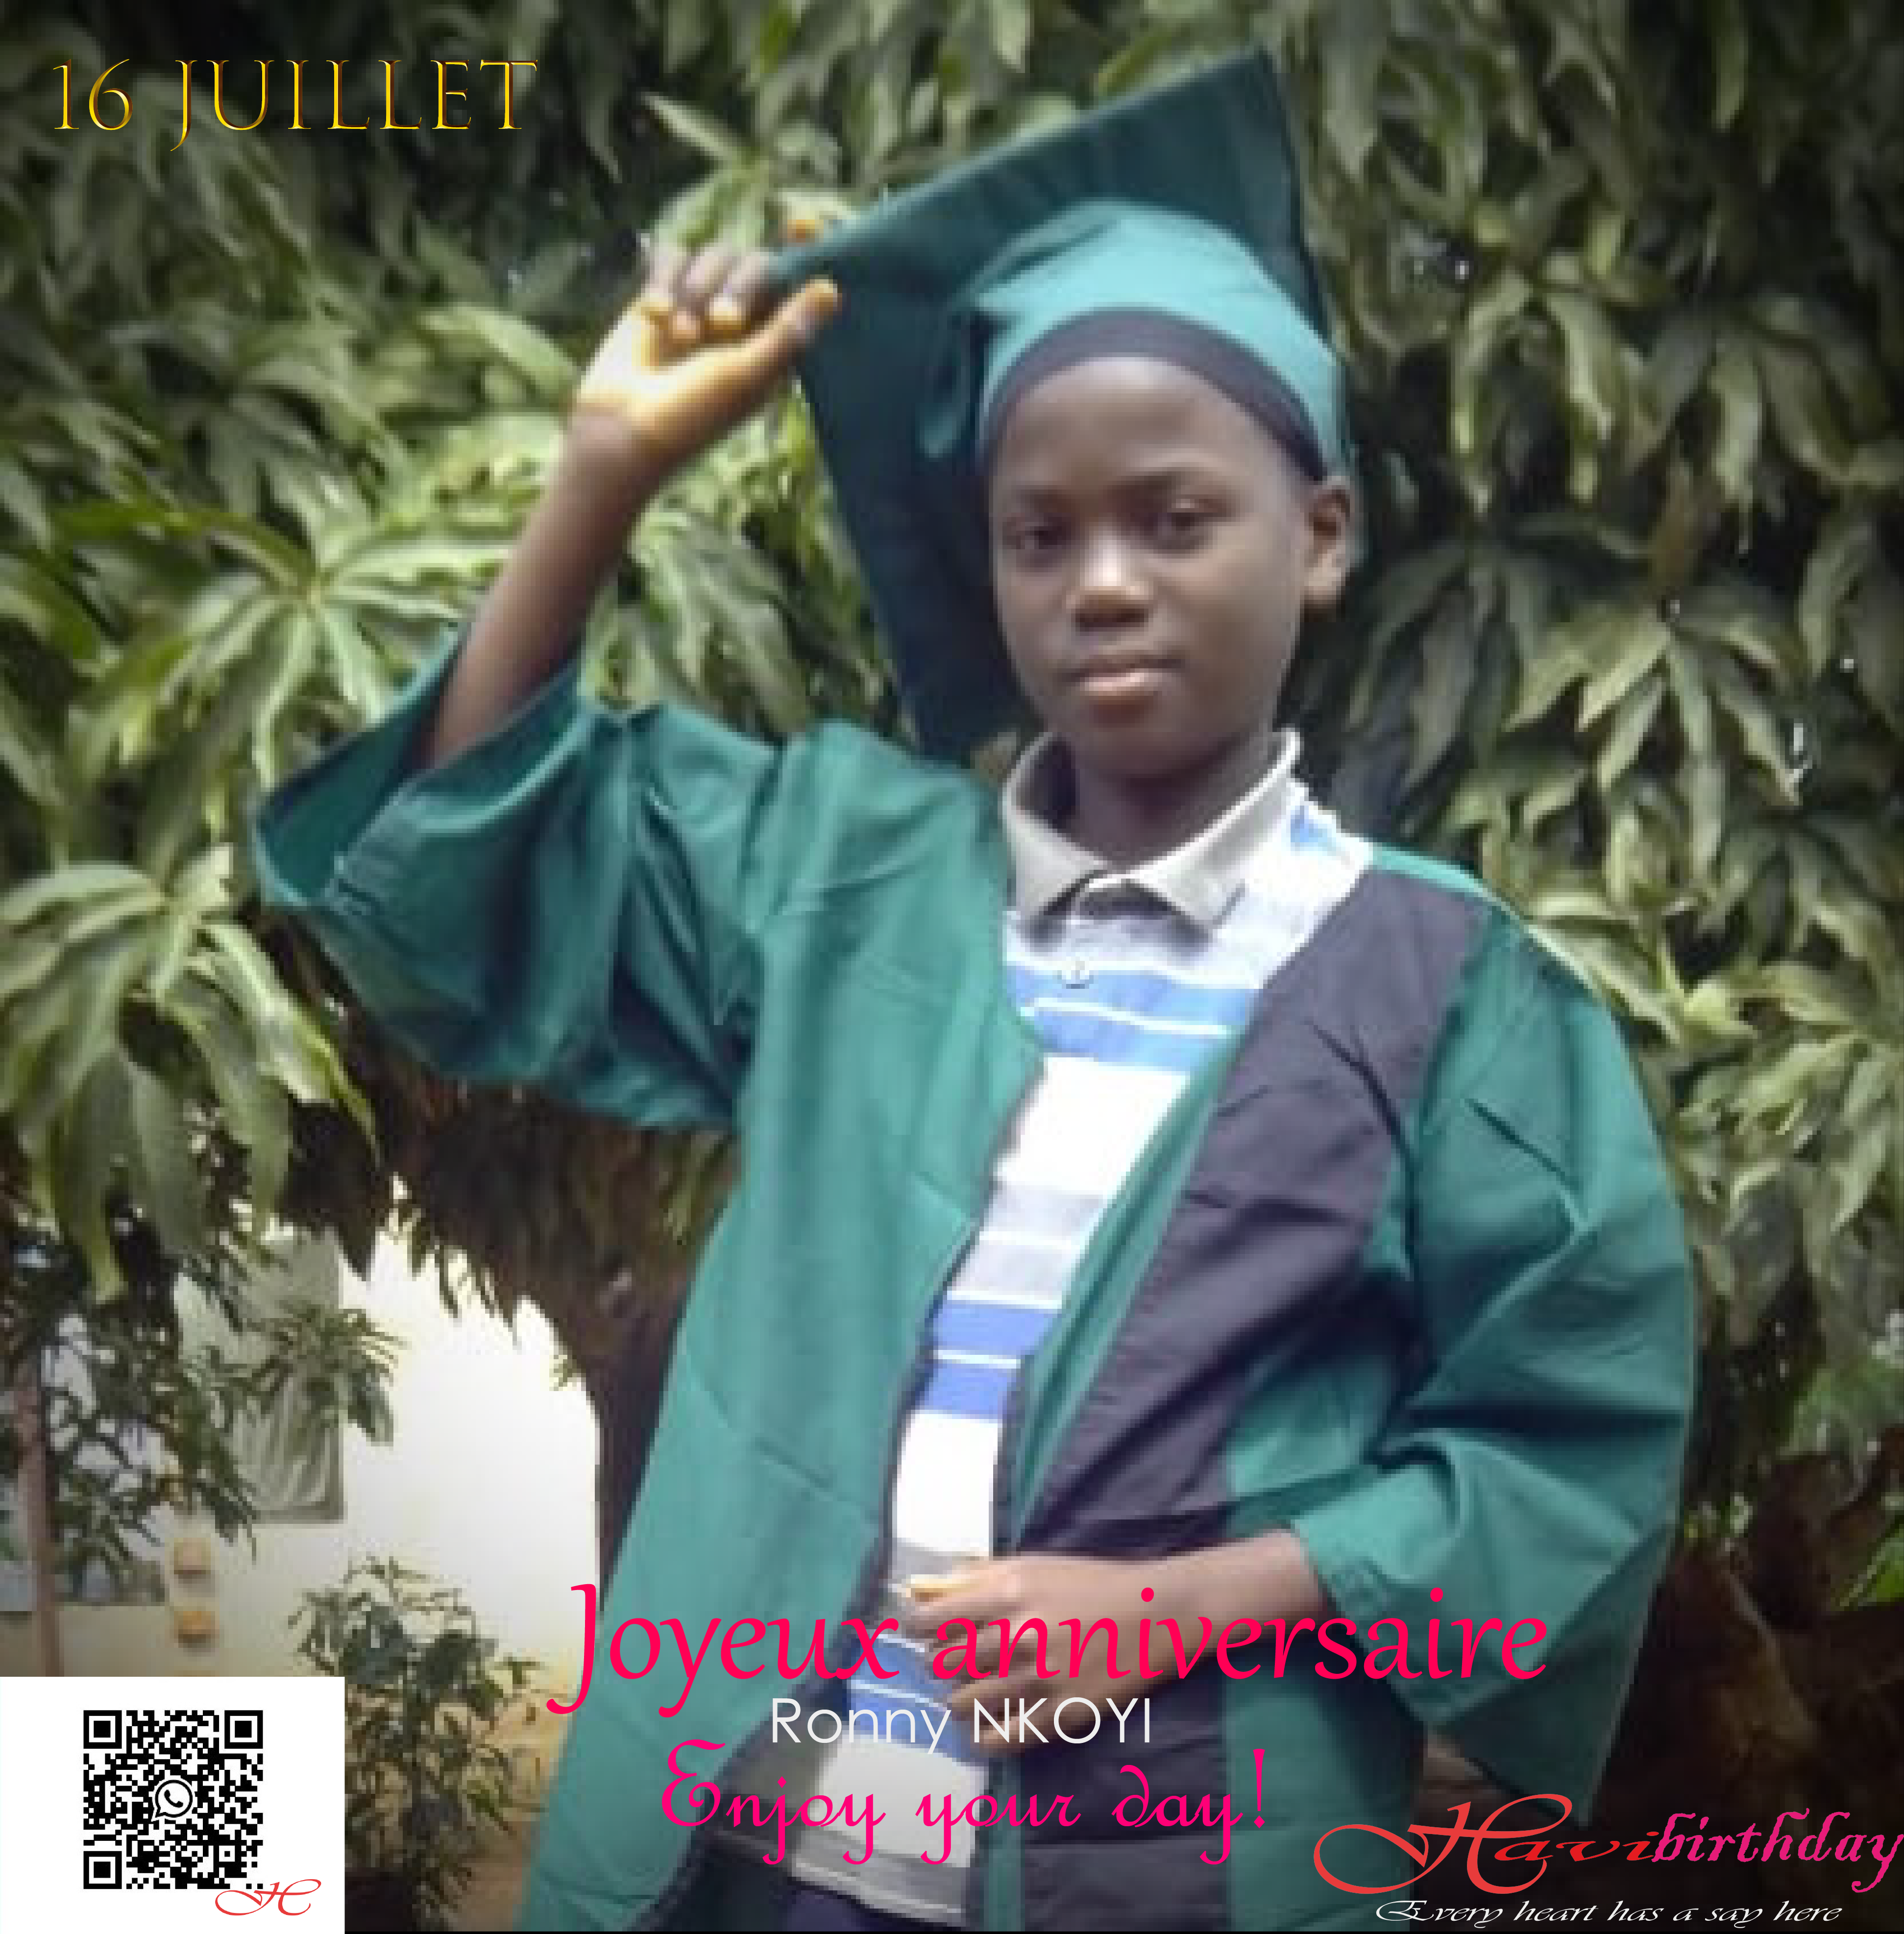 16 JUILLET
Joyeux anniversaire
Ronny NKOYI
Enjoy your day!
H
Havibirthday
Every heart has a say here